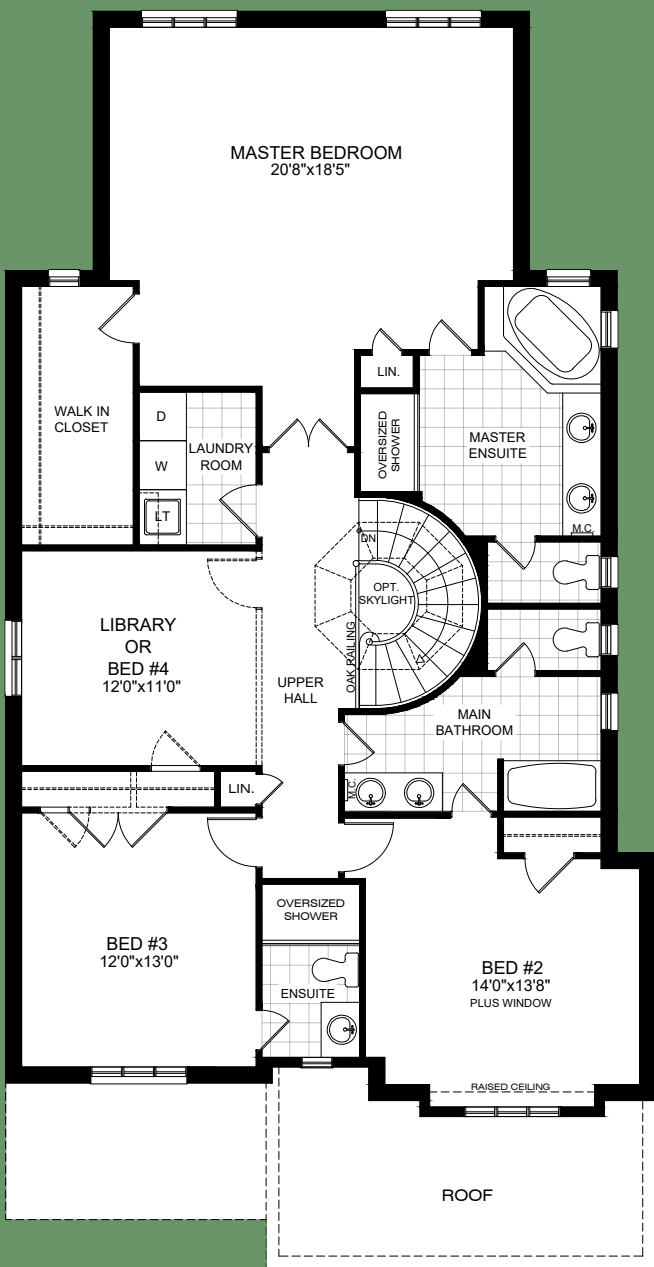 MASTER BEDROOM
20'8"x18'5"
LIN.
WALK IN
CLOSET
D
W
LT
LAUNDRY
ROOM
OVERSIZED
SHOWER
MASTER
ENSUITE
M.C.
DN
OPT.
SKYLIGHT
OAK RAILING
LIBRARY
OR
BED #4
12'0"x11'0"
UPPER
HALL
MAIN
BATHROOM
LIN.
M.C.
OVERSIZED
SHOWER
BED #3
12'0"x13'0"
ENSUITE
BED #2
14'0"x13'8"
PLUS WINDOW
RAISED CEILING
ROOF